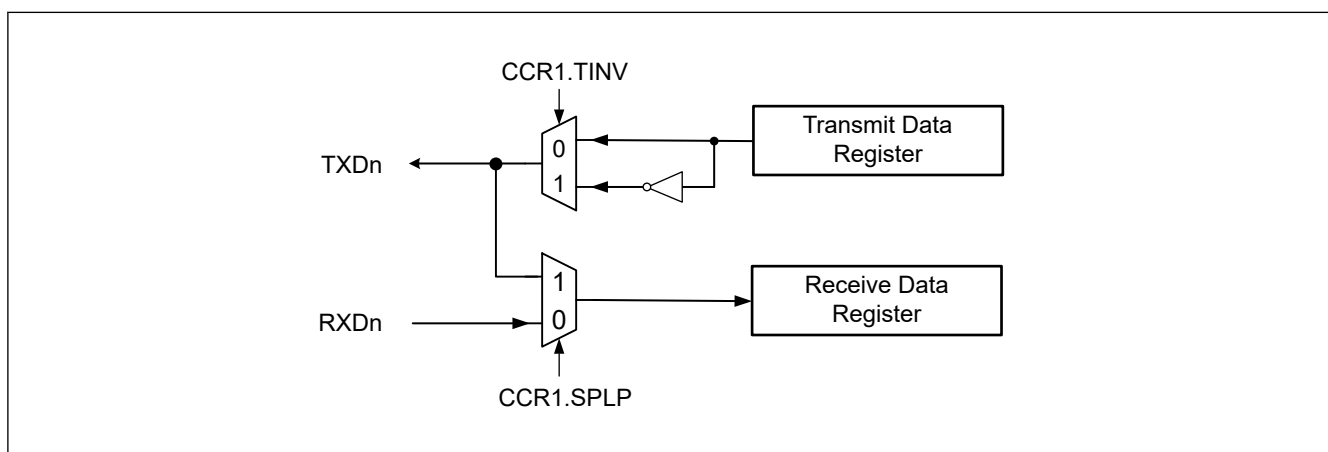 CCR1.TINV
Transmit Data
Register
0
TXDn
1
1
Receive Data
Register
RXDn
0
CCR1.SPLP